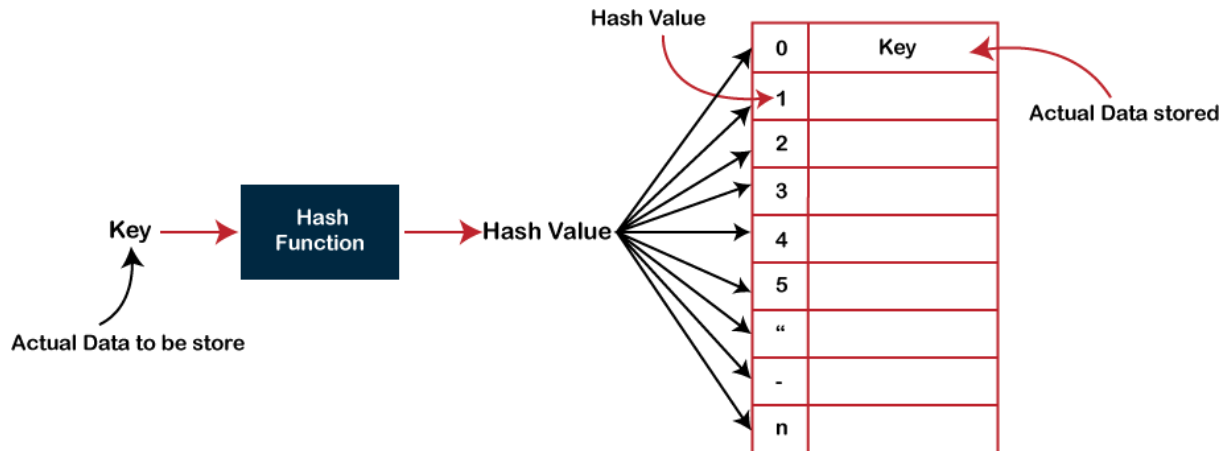 Hash Value
0 Key
1
Actual Data stored
2
3
Key
Hash
Function
Hash Value
4
5
Actual Data to be store
“
-
n